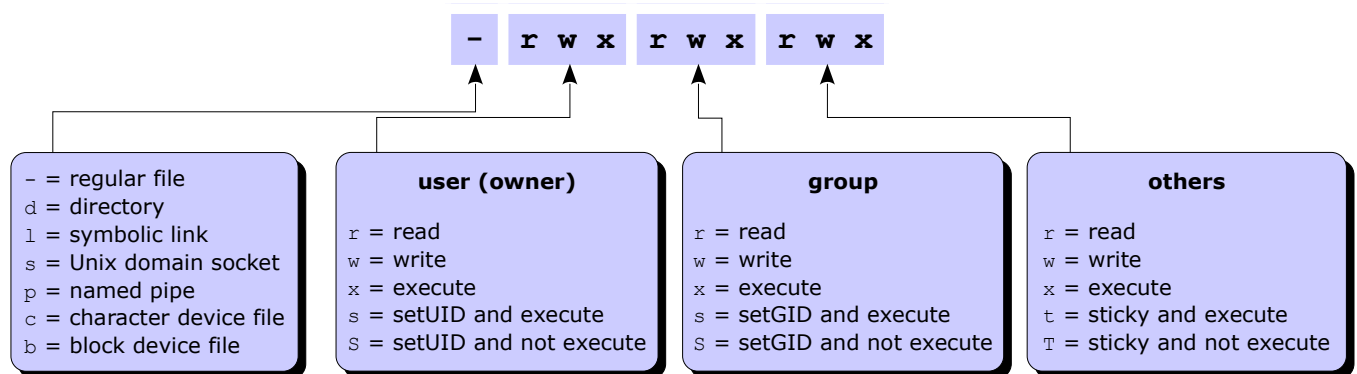 - r w x r w x r w x
- = regular file
d = directory
l = symbolic link
s = Unix domain socket
p = named pipe
c = character device file
b = block device file
user (owner)
r = read
w = write
x = execute
s = setUID and execute
S = setUID and not execute
group
r = read
w = write
x = execute
s = setGID and execute
S = setGID and not execute
others
r = read
w = write
x = execute
t = sticky and execute
T = sticky and not execute